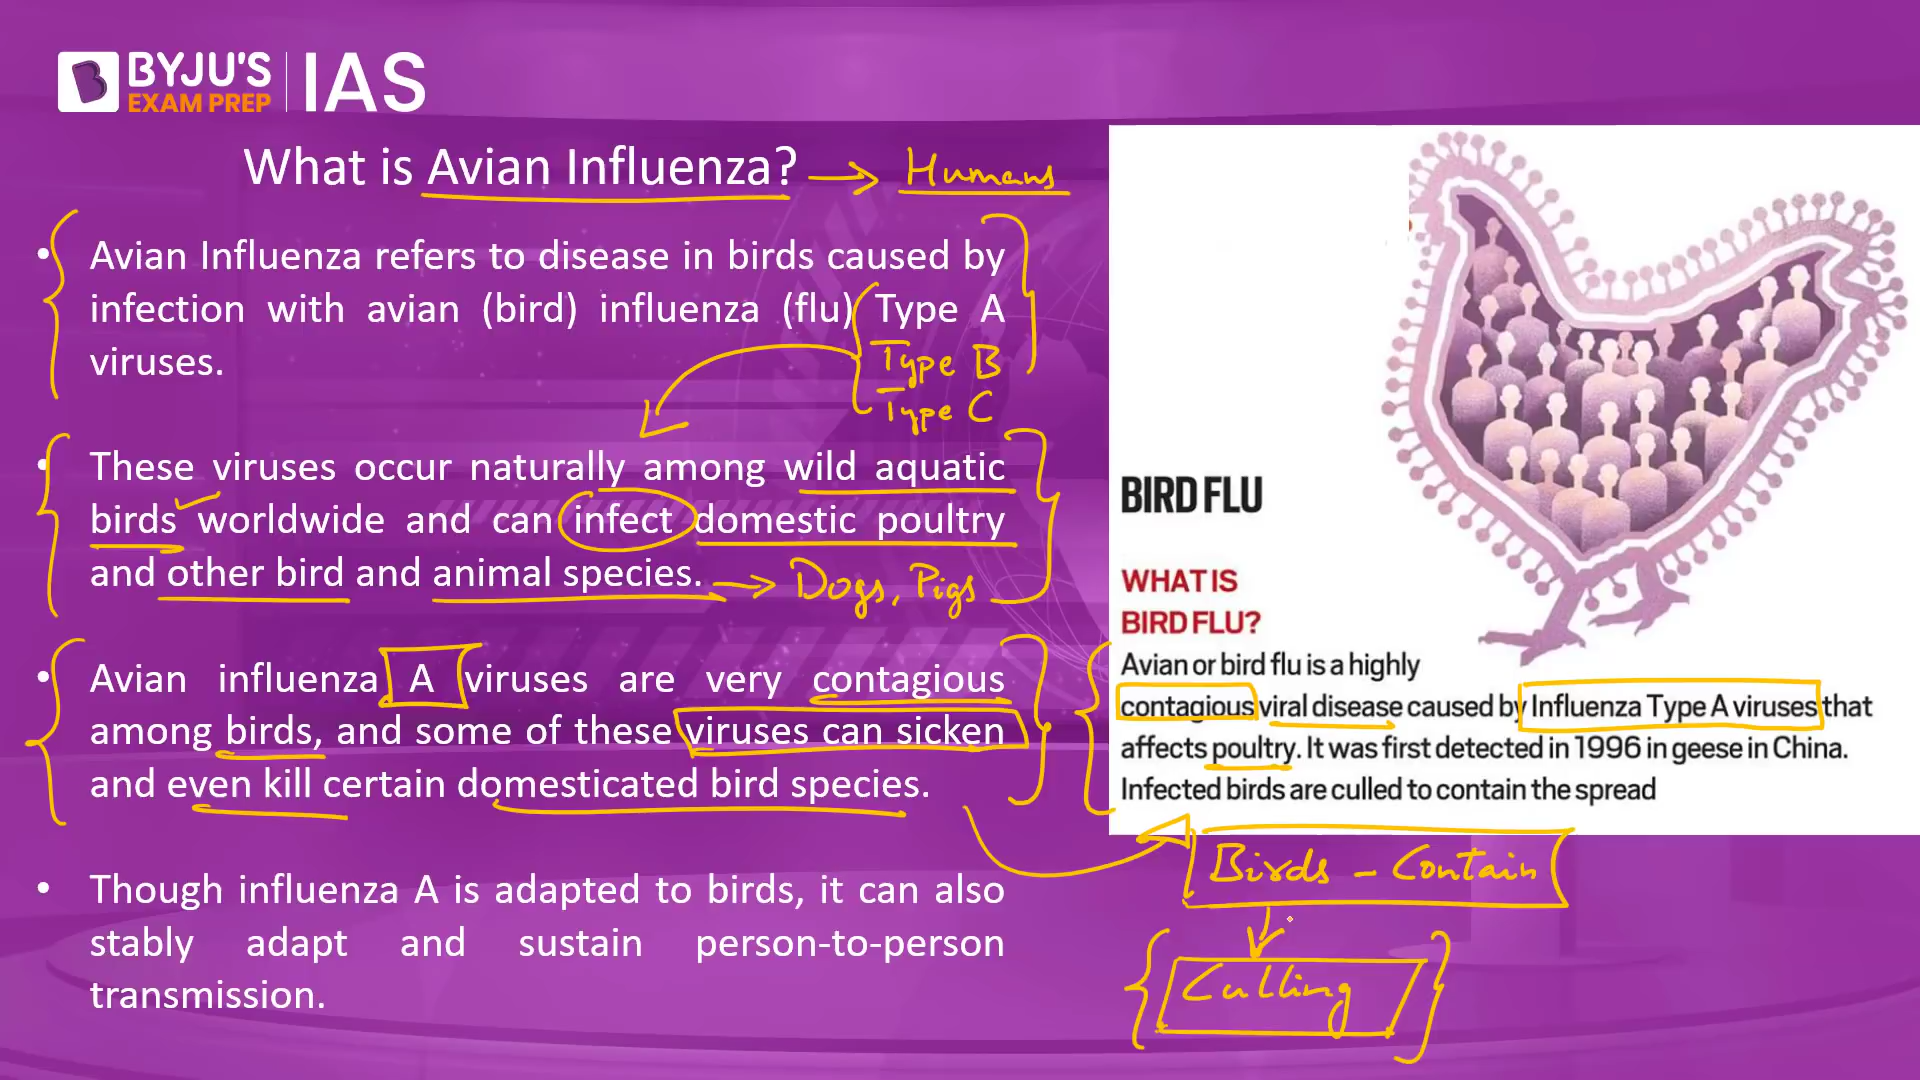 BYJU'S
EXAM PREP
IAS
What is Avian Influenza?
Humans
• Avian Influenza refers to disease in birds caused by
infection with avian (bird) influenza (flu) Type A
viruses.
Type B
Type C
• These viruses occur naturally among wild aquatic
birds worldwide and can infect domestic poultry
and other bird and animal species.
Dogs, Pigs
• Avian influenza A viruses are very contagious
among birds, and some of these viruses can sicken
and even kill certain domesticated bird species.
• Though influenza A is adapted to birds, it can also
stably adapt and sustain person-to-person
transmission.
BIRD FLU
WHAT IS
BIRD FLU?
Avian or bird flu is a highly
contagious viral disease caused by Influenza Type A viruses that
affects poultry. It was first detected in 1996 in geese in China.
Infected birds are culled to contain the spread
Birds - Contain
Culling